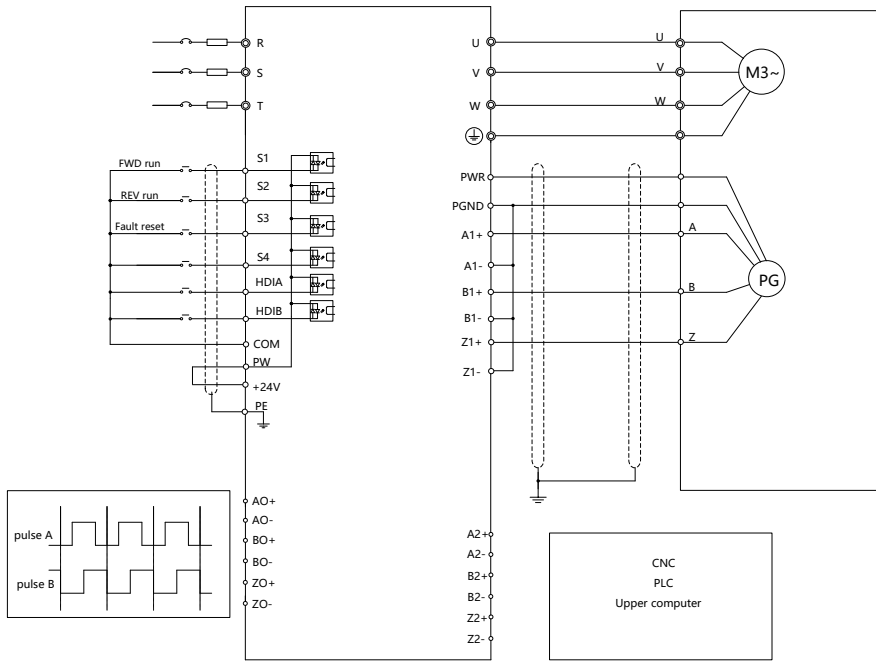 R
S
T
U
V
W
U
V
W
M3~
FWD run
REV run
Fault reset
S1
S2
S3
S4
HDIA
HDIB
COM
PW
+24V
PE
PWR
PGND
A1+
A1-
B1+
B1-
Z1+
Z1-
A
B
Z
PG
pulse A
pulse B
AO+
AO-
BO+
BO-
ZO+
ZO-
A2+
A2-
B2+
B2-
Z2+
Z2-
CNC
PLC
Upper computer